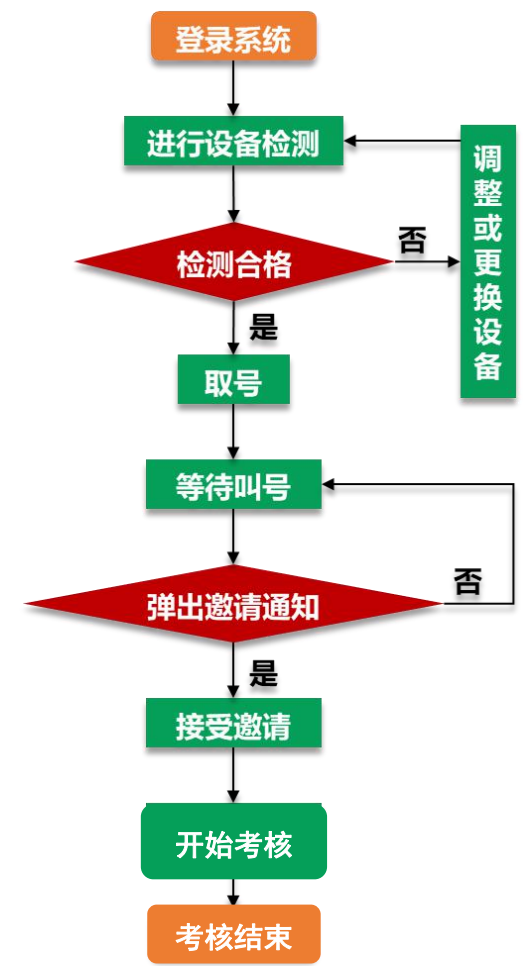 登录系统
进行设备检测
检测合格
否
调整或更换设备
是
取号
等待叫号
弹出邀请通知
否
是
接受邀请
开始考核
考核结束